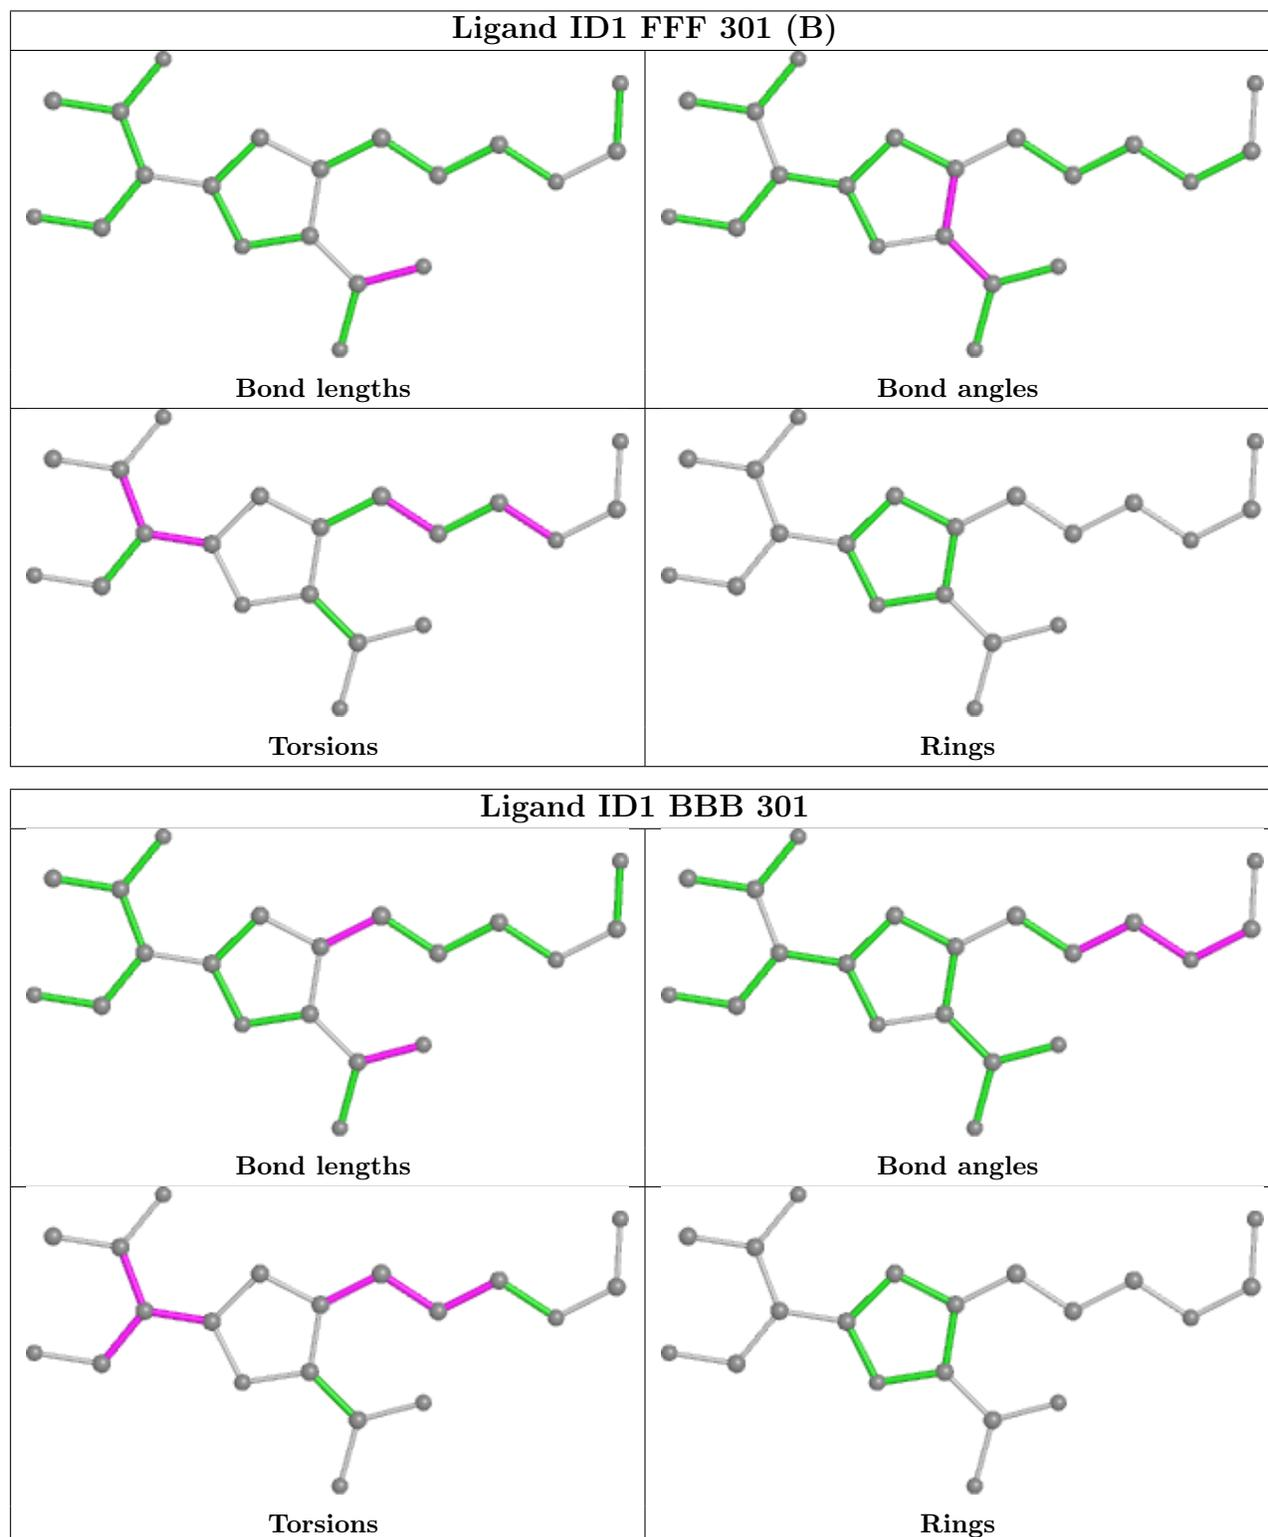 Ligand ID1 FFF 301 (B)
Bond lengths
Bond angles
Torsions
Rings
Ligand ID1 BBB 301
Bond lengths
Bond angles
Torsions
Rings